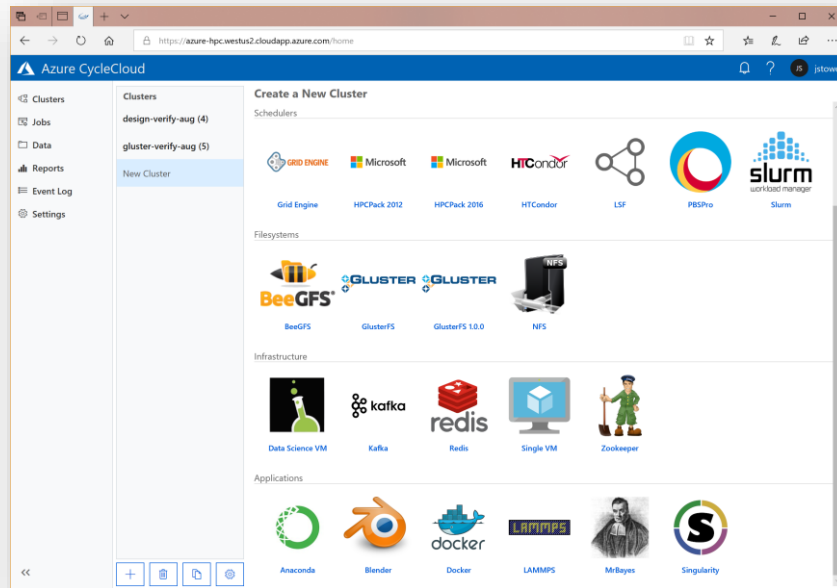 https://azure-hpc.westus2.cloudapp.azure.com/home
Azure CycleCloud
JS
jstowe
Clusters
Jobs
Data
Reports
Event Log
Settings
Clusters
design-verify-aug (4)
gluster-verify-aug (5)
New Cluster
Create a New Cluster
Schedulers
GRID ENGINE
Microsoft
Microsoft
HTCondor
slurm
workload manager
Grid Engine
HPCPack 2012
HPCPack 2016
HTCondor
LSF
PBSPro
Slurm
Filesystems
BeeGFS®
GLUSTER
GLUSTER
NFS
BeeGFS
GlusterFS
GlusterFS 1.0.0
NFS
Infrastructure
kafka
redis
Data Science VM
Kafka
Redis
Single VM
Zookeeper
Applications
docker
LAMMPS
S
Anaconda
Blender
Docker
LAMMPS
MrBayes
Singularity